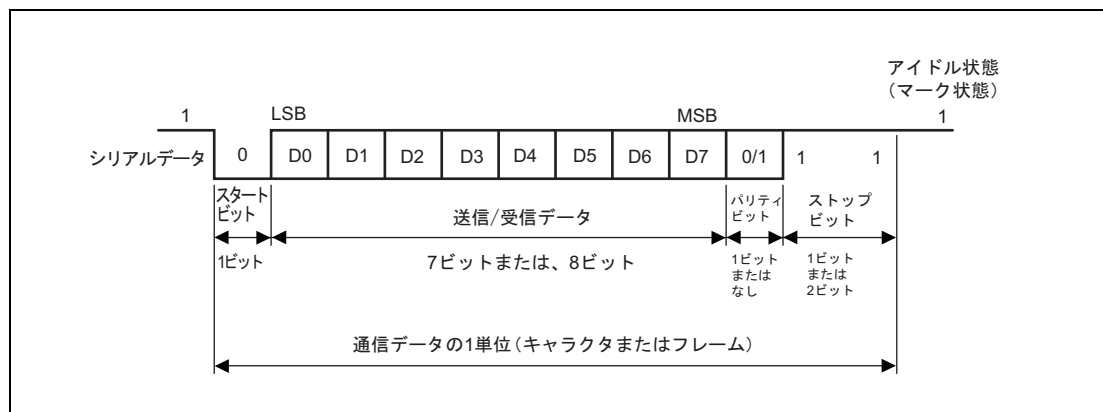 アイドル状態
（マーク状態）
1 LSB MSB 1
シリアルデータ 0 D0 D1 D2 D3 D4 D5 D6 D7 0/1 1 1
スタート
ビット
送信/受信データ
パリティ
ビット
ストップ
ビット
1ビット
7ビットまたは、8ビット
1ビット
または
なし
1ビット
または
2ビット
通信データの1単位（キャラクタまたはフレーム）